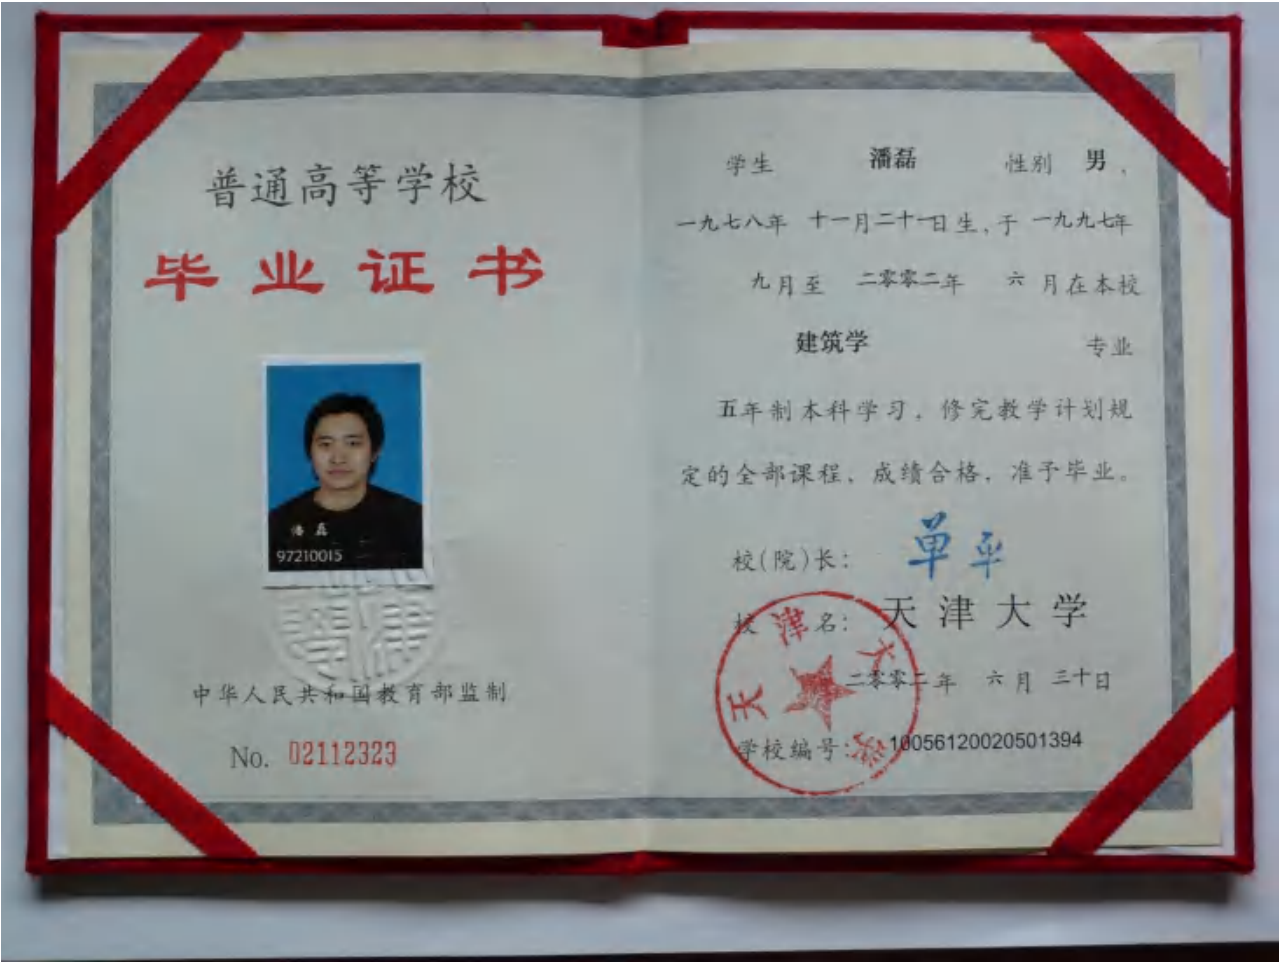 普通高等学校
毕业证书
潘磊
97210015
中华人民共和国教育部监制
No. 02112323
学生 潘磊 性别 男，
一九七八年 十一月二十一日生，于 一九九七年
九月至 二零零二年 六月在本校
建筑学 专业
五年制本科学习，修完教学计划规
定的全部课程，成绩合格，准予毕业。
校(院)长： 单平
校名： 天津大学
二零零二年 六月 三十日
学校编号： 10056120020501394
天津大学